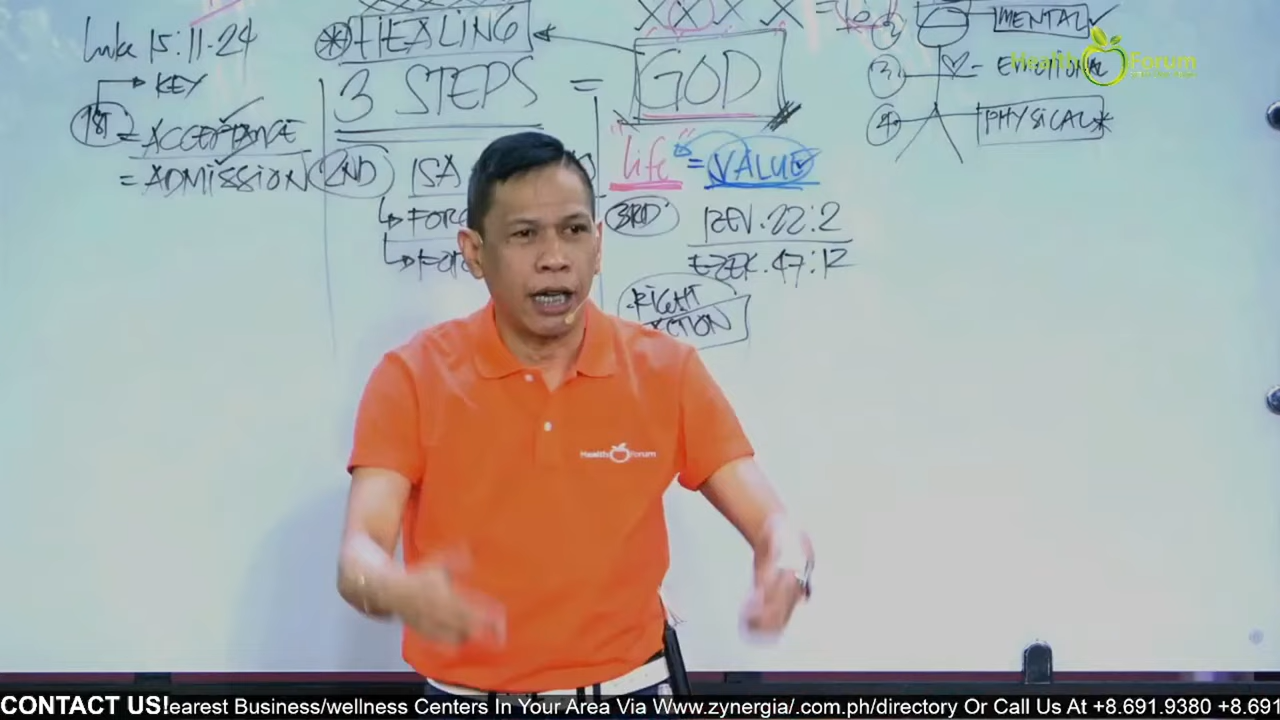 Luke 15:11-24
KEY
1ST = ACCEPTANCE
= ADMISSION
HEALING
3 STEPS = GOD
2ND
ISA
"life" = VALUE
3RD
REV. 22:2
EZEK. 47:12
RIGHT
MENTAL
3 EMOTIONAL
4 PHYSICAL
Health Forum
Health Forum
CONTACT US! earest Business/wellness Centers In Your Area Via Www.zynergia/.com.ph/directory Or Call Us At +8.691.9380 +8.691